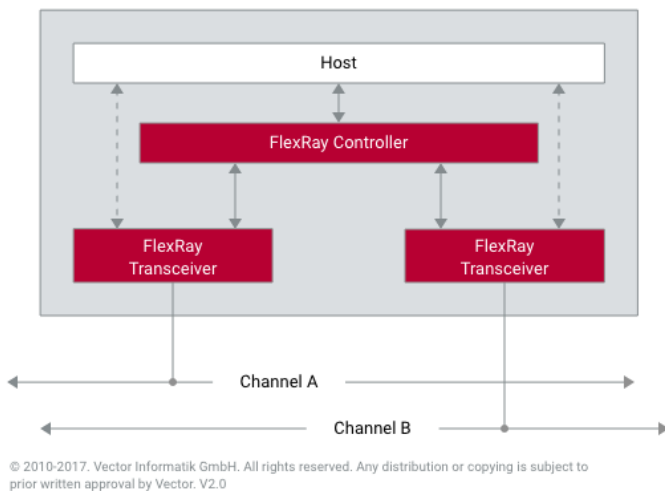 Host
FlexRay Controller
FlexRay
Transceiver
FlexRay
Transceiver
Channel A
Channel B
© 2010-2017. Vector Informatik GmbH. All rights reserved. Any distribution or copying is subject to
prior written approval by Vector. V2.0